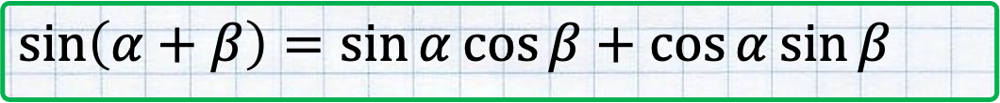 sin(α + β) = sin α cos β + cos α sin β